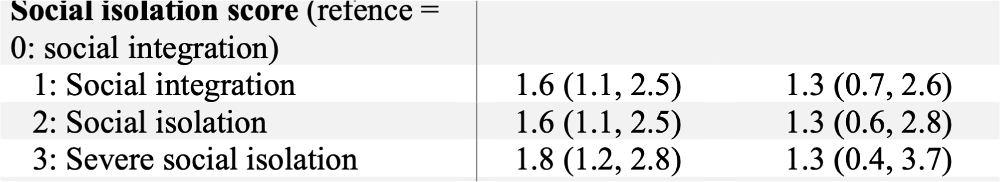 Social isolation score (refence =
0: social integration)
1: Social integration 1.6 (1.1, 2.5) 1.3 (0.7, 2.6)
2: Social isolation 1.6 (1.1, 2.5) 1.3 (0.6, 2.8)
3: Severe social isolation 1.8 (1.2, 2.8) 1.3 (0.4, 3.7)